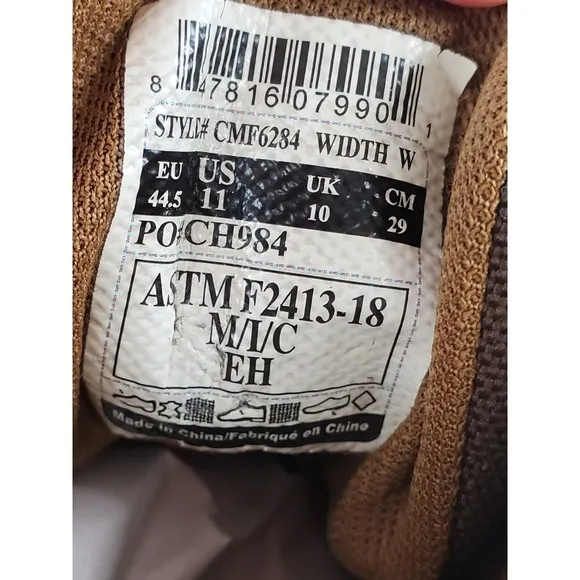 8 47816 07990 1
STYLE# CMF6284 WIDTH W
EU US UK CM
44.5 11 10 29
PO#CH984
ASTM F2413-18
M/I/C
EH
Made in China/Fabriqué en Chine